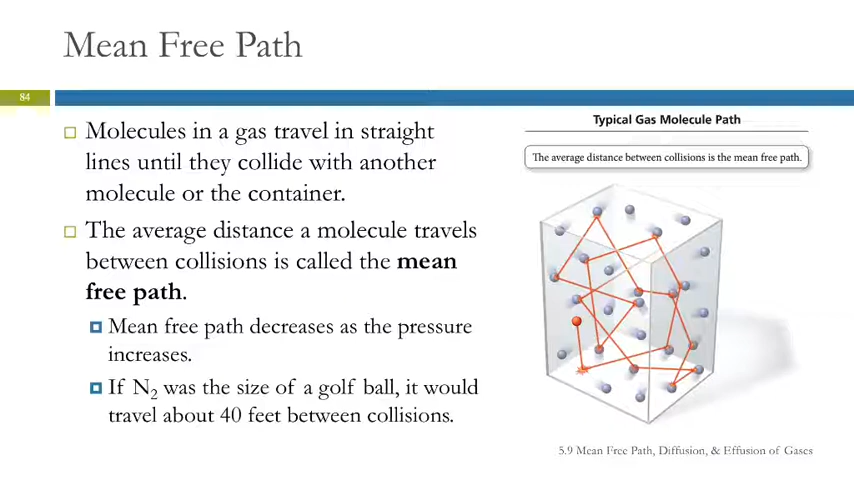 Mean Free Path
84
Molecules in a gas travel in straight
lines until they collide with another
molecule or the container.
The average distance a molecule travels
between collisions is called the mean
free path.
Mean free path decreases as the pressure
increases.
If N₂ was the size of a golf ball, it would
travel about 40 feet between collisions.
Typical Gas Molecule Path
The average distance between collisions is the mean free path.
5.9 Mean Free Path, Diffusion, & Effusion of Gases